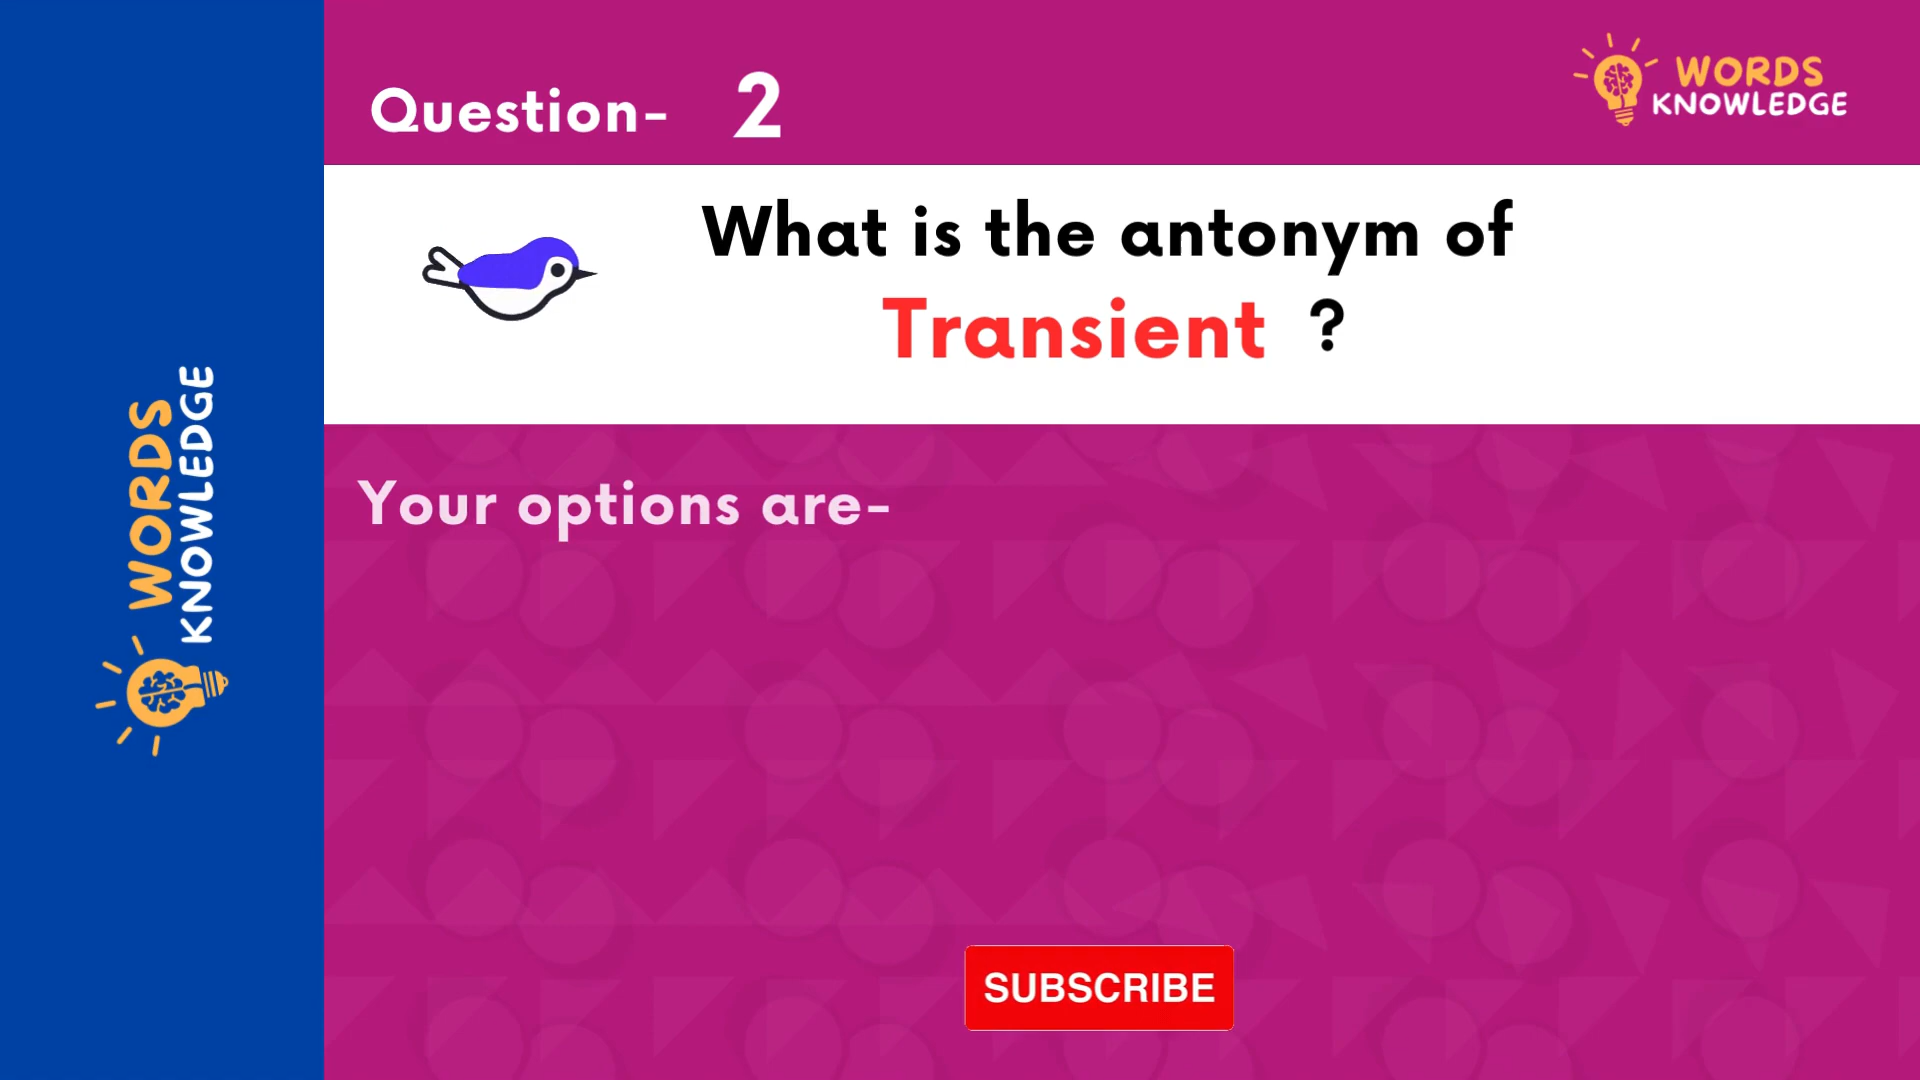 Question- 2
WORDS
KNOWLEDGE
What is the antonym of
Transient ?
WORDS
KNOWLEDGE
Your options are-
SUBSCRIBE